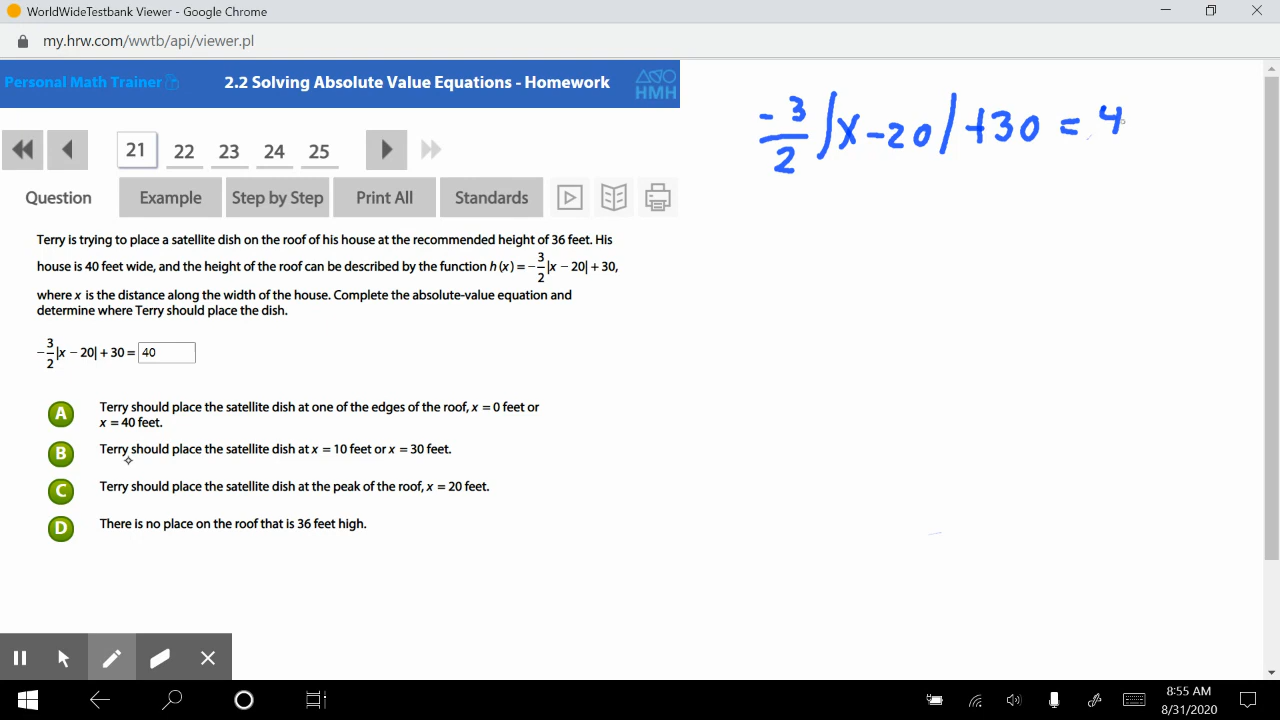 WorldWideTestbank Viewer - Google Chrome
my.hrw.com/wwtb/api/viewer.pl
Personal Math Trainer 2.2 Solving Absolute Value Equations - Homework HMH
-3/2 |x - 20| + 30 = 4
21 22 23 24 25
Question Example Step by Step Print All Standards
Terry is trying to place a satellite dish on the roof of his house at the recommended height of 36 feet. His
house is 40 feet wide, and the height of the roof can be described by the function h (x) = -3/2|x - 20| + 30,
where x is the distance along the width of the house. Complete the absolute-value equation and
determine where Terry should place the dish.
-3/2|x - 20| + 30 = 40
A Terry should place the satellite dish at one of the edges of the roof, x = 0 feet or
x = 40 feet.
B Terry should place the satellite dish at x = 10 feet or x = 30 feet.
C Terry should place the satellite dish at the peak of the roof, x = 20 feet.
D There is no place on the roof that is 36 feet high.
8:55 AM
8/31/2020